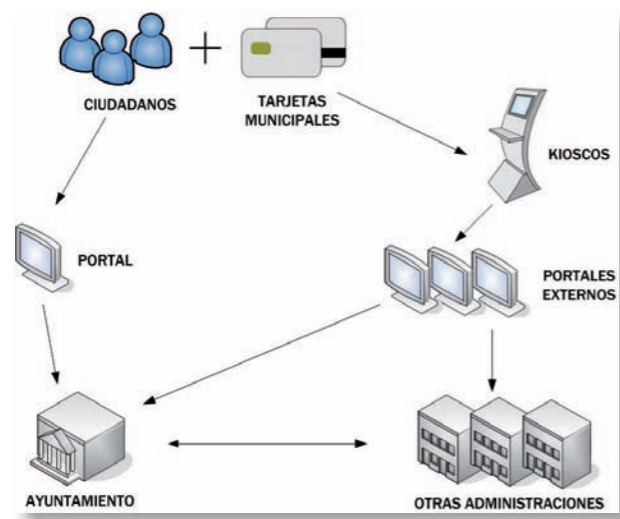 CIUDADANOS
TARJETAS
MUNICIPALES
KIOSCOS
PORTAL
PORTALES
EXTERNOS
AYUNTAMIENTO
OTRAS ADMINISTRACIONES